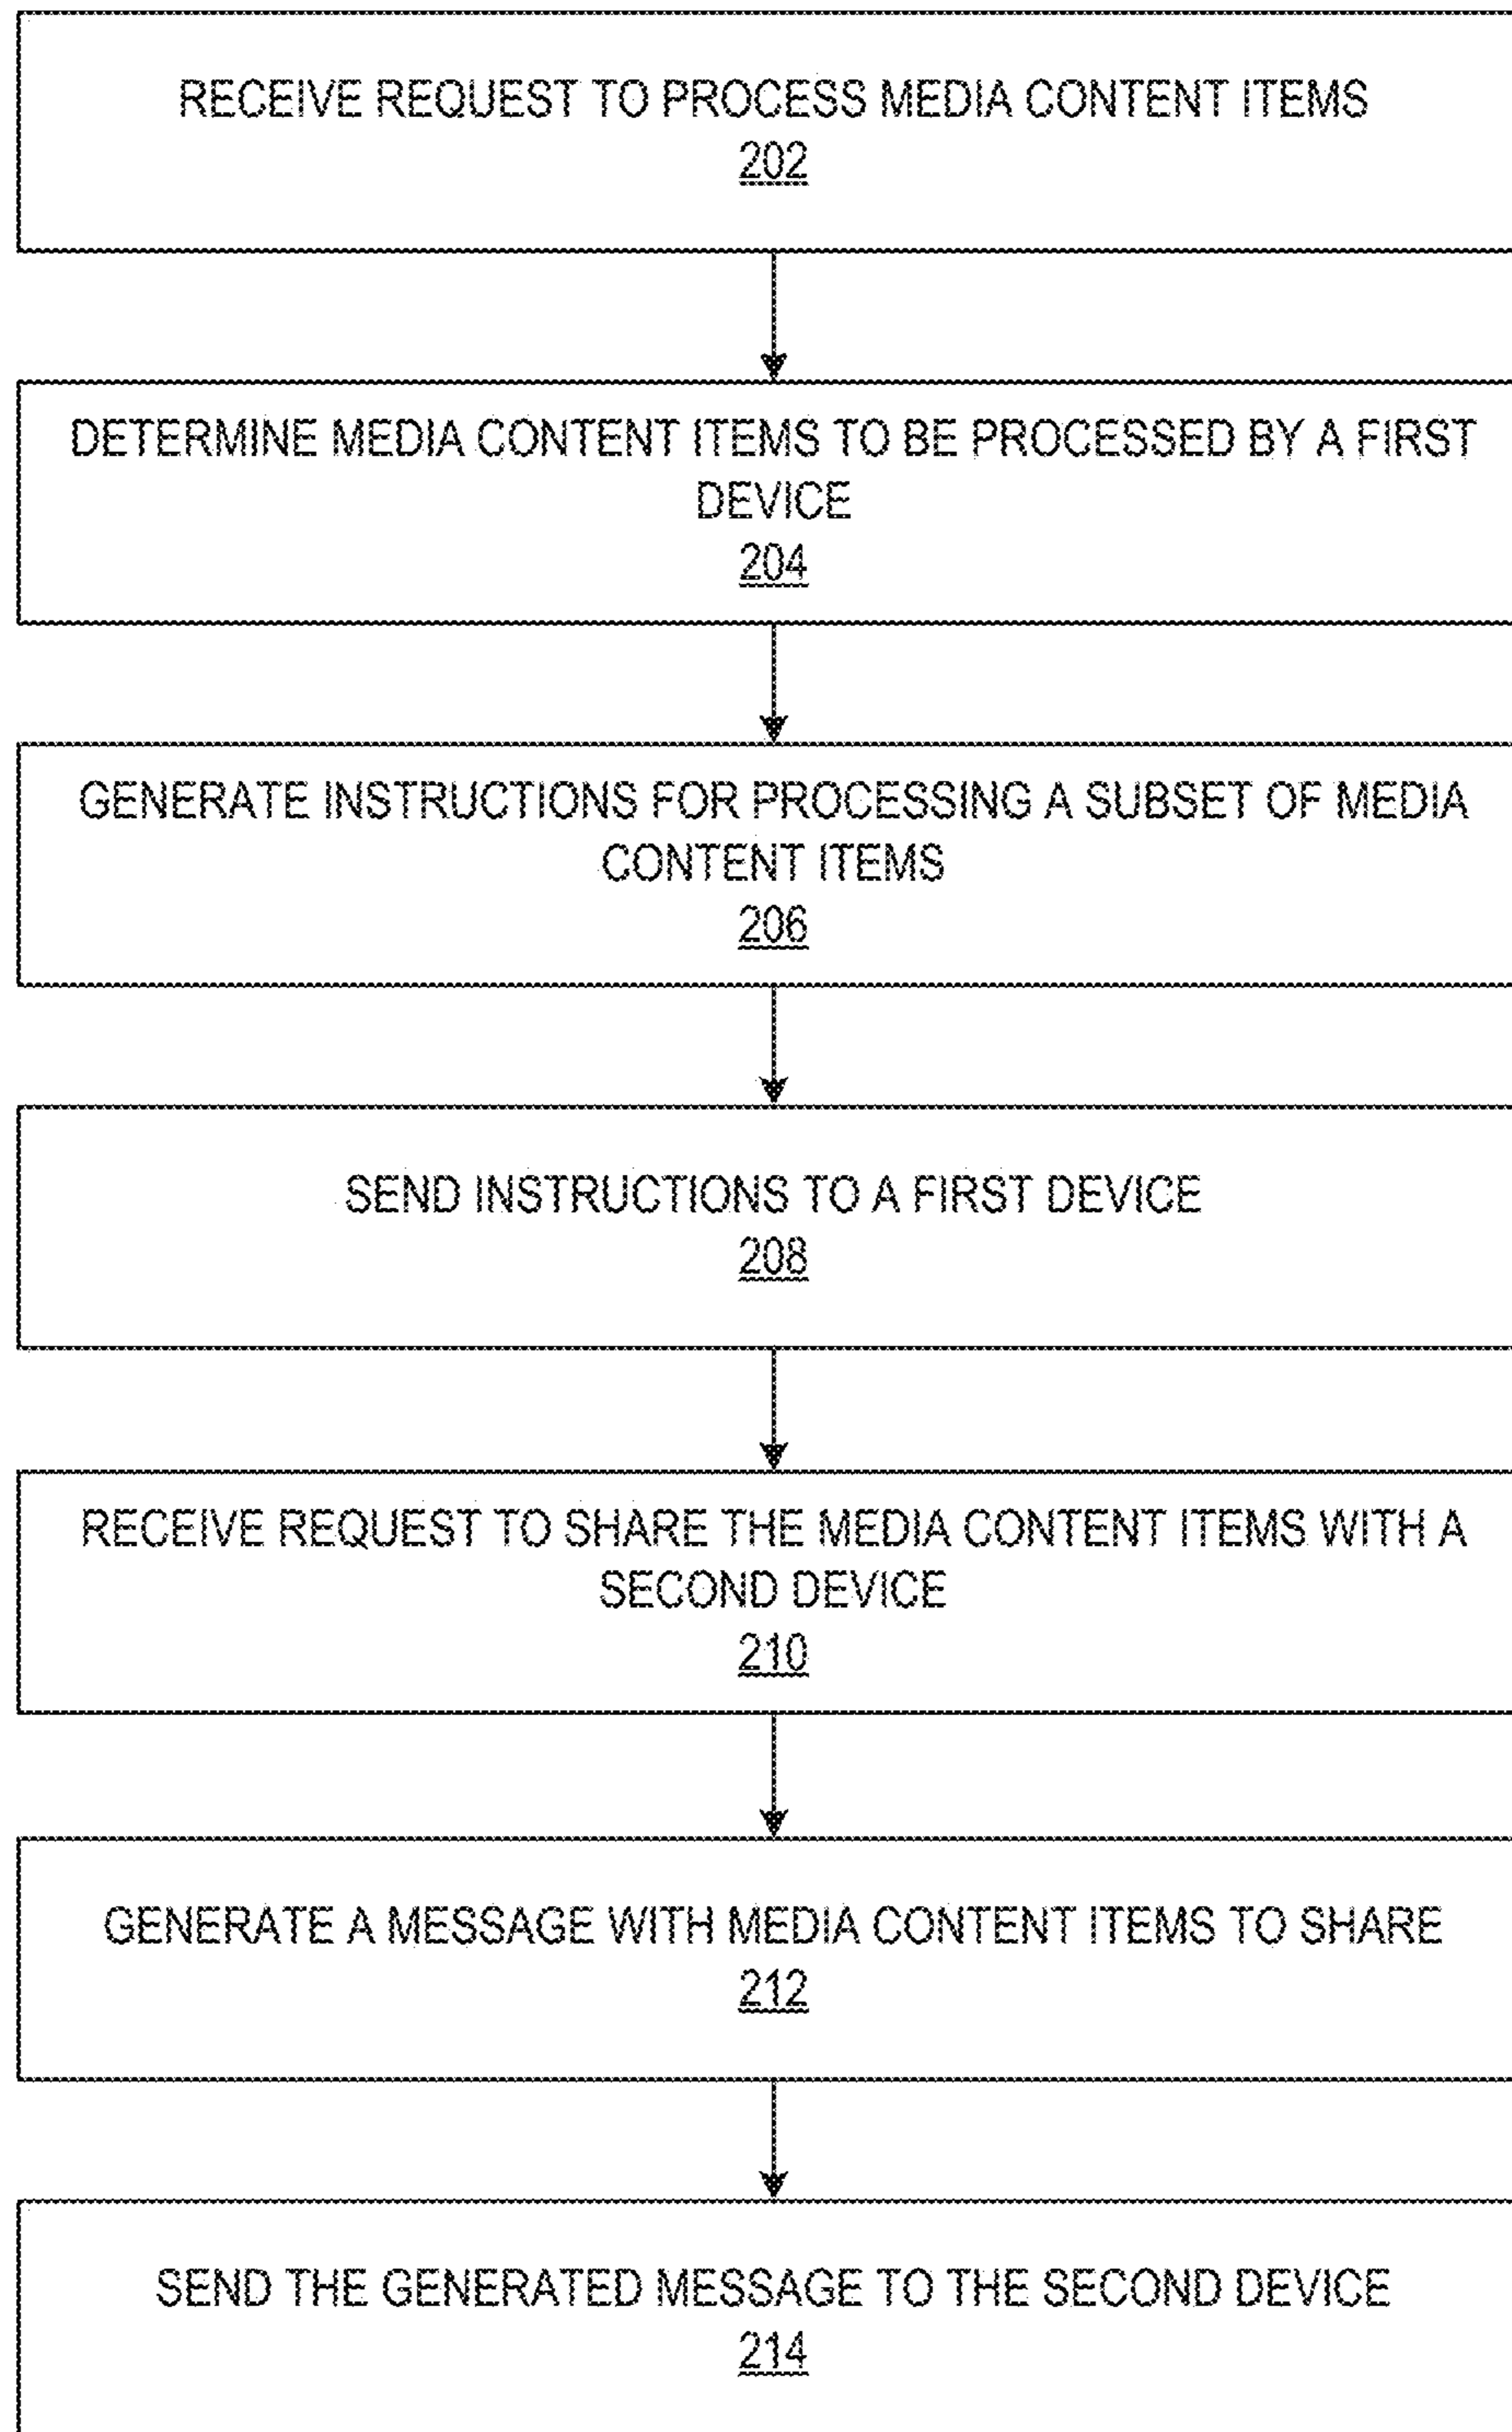 RECEIVE REQUEST TO PROCESS MEDIA CONTENT ITEMS
202
DETERMINE MEDIA CONTENT ITEMS TO BE PROCESSED BY A FIRST
DEVICE
204
GENERATE INSTRUCTIONS FOR PROCESSING A SUBSET OF MEDIA
CONTENT ITEMS
206
SEND INSTRUCTIONS TO A FIRST DEVICE
208
RECEIVE REQUEST TO SHARE THE MEDIA CONTENT ITEMS WITH A
SECOND DEVICE
210
GENERATE A MESSAGE WITH MEDIA CONTENT ITEMS TO SHARE
212
SEND THE GENERATED MESSAGE TO THE SECOND DEVICE
214